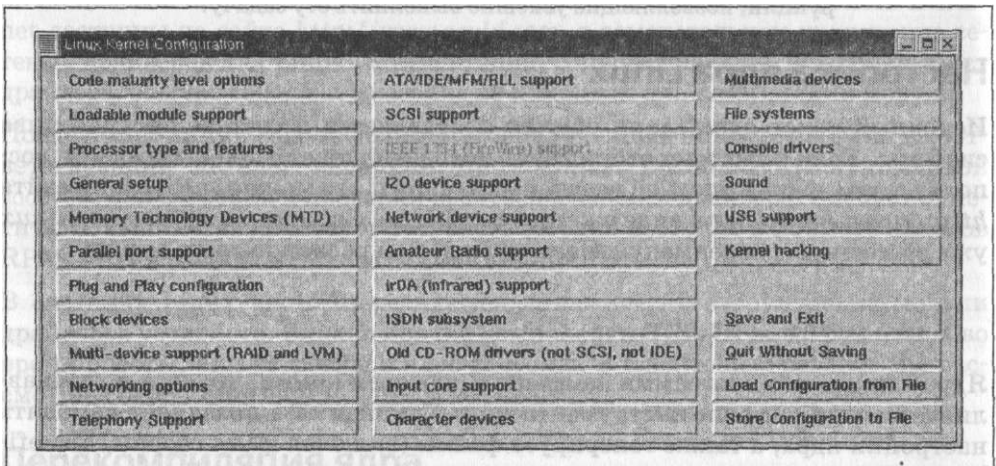 Linux Kernel Configuration
Code maturity level options
Loadable module support
Processor type and features
General setup
Memory Technology Devices (MTD)
Parallel port support
Plug and Play configuration
Block devices
Multi-device support (RAID and LVM)
Networking options
Telephony Support
ATA/IDE/MFM/RLL support
SCSI support
IEEE 1394 (FireWire) support
I2O device support
Network device support
Amateur Radio support
IrDA (infrared) support
ISDN subsystem
Old CD-ROM drivers (not SCSI, not IDE)
Input core support
Character devices
Multimedia devices
File systems
Console drivers
Sound
USB support
Kernel hacking
Save and Exit
Quit Without Saving
Load Configuration from File
Store Configuration to File